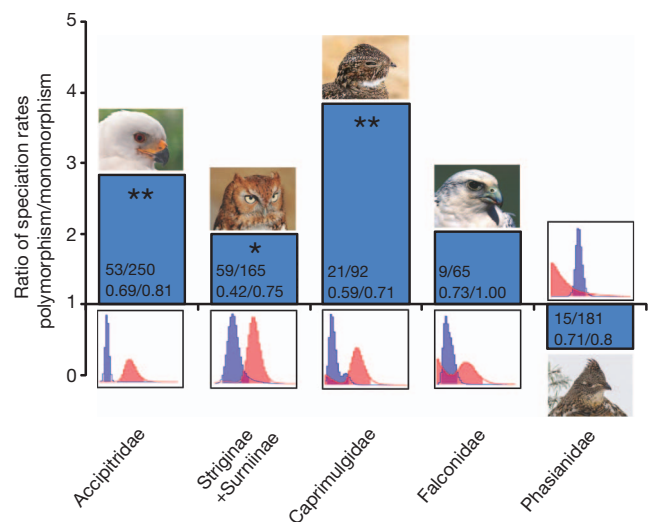 5
4
3
2
1
0
Ratio of speciation rates
polymorphism/monomorphism
**
53/250
0.69/0.81
*
59/165
0.42/0.75
**
21/92
0.59/0.71
9/65
0.73/1.00
15/181
0.71/0.8
Accipitridae
Striginae
+Surniinae
Caprimulgidae
Falconidae
Phasianidae